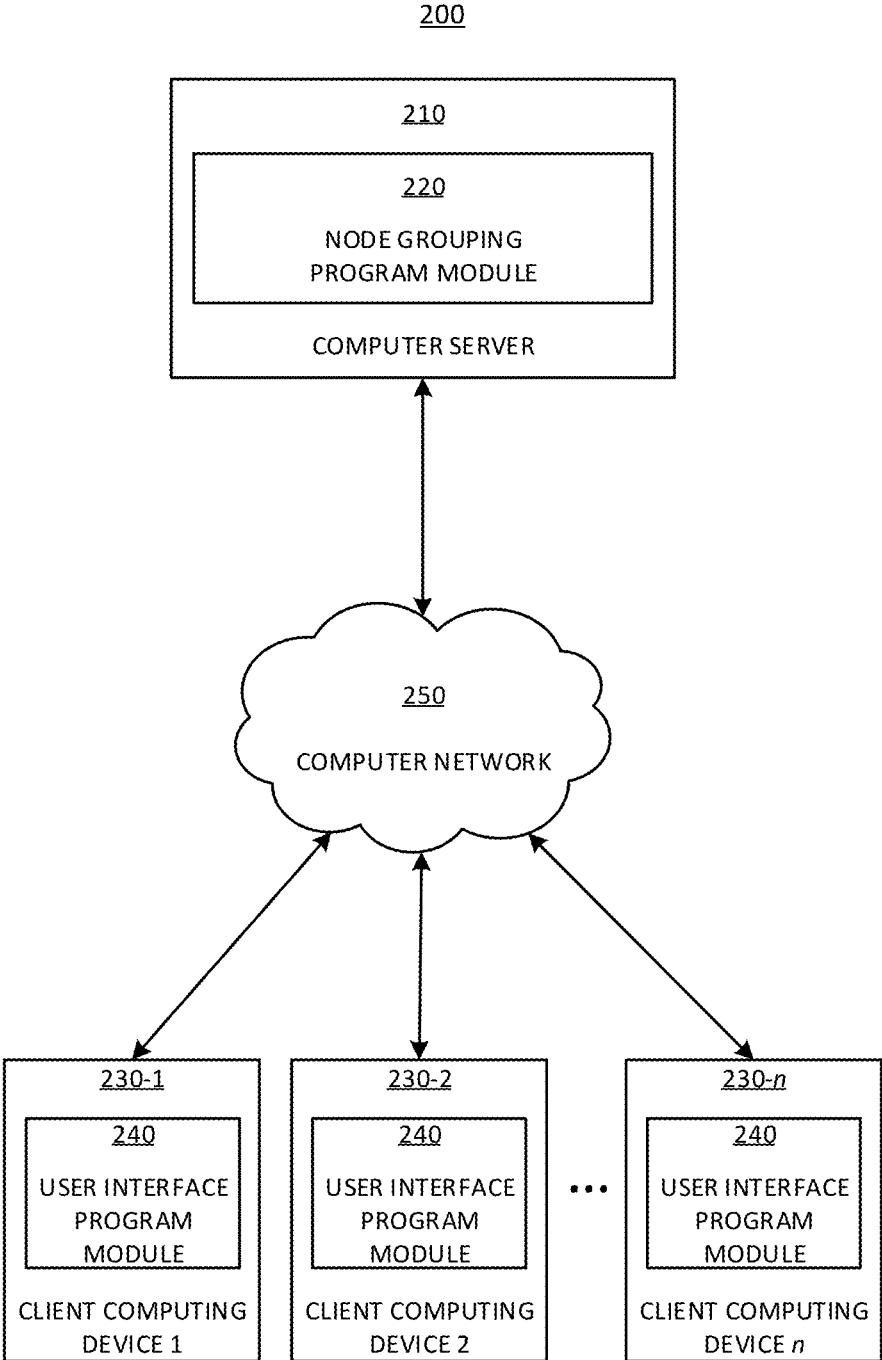 200
210
220
NODE GROUPING
PROGRAM MODULE
COMPUTER SERVER
250
COMPUTER NETWORK
230-1
240
USER INTERFACE
PROGRAM
MODULE
CLIENT COMPUTING
DEVICE 1
230-2
240
USER INTERFACE
PROGRAM
MODULE
CLIENT COMPUTING
DEVICE 2
...
230-n
240
USER INTERFACE
PROGRAM
MODULE
CLIENT COMPUTING
DEVICE n